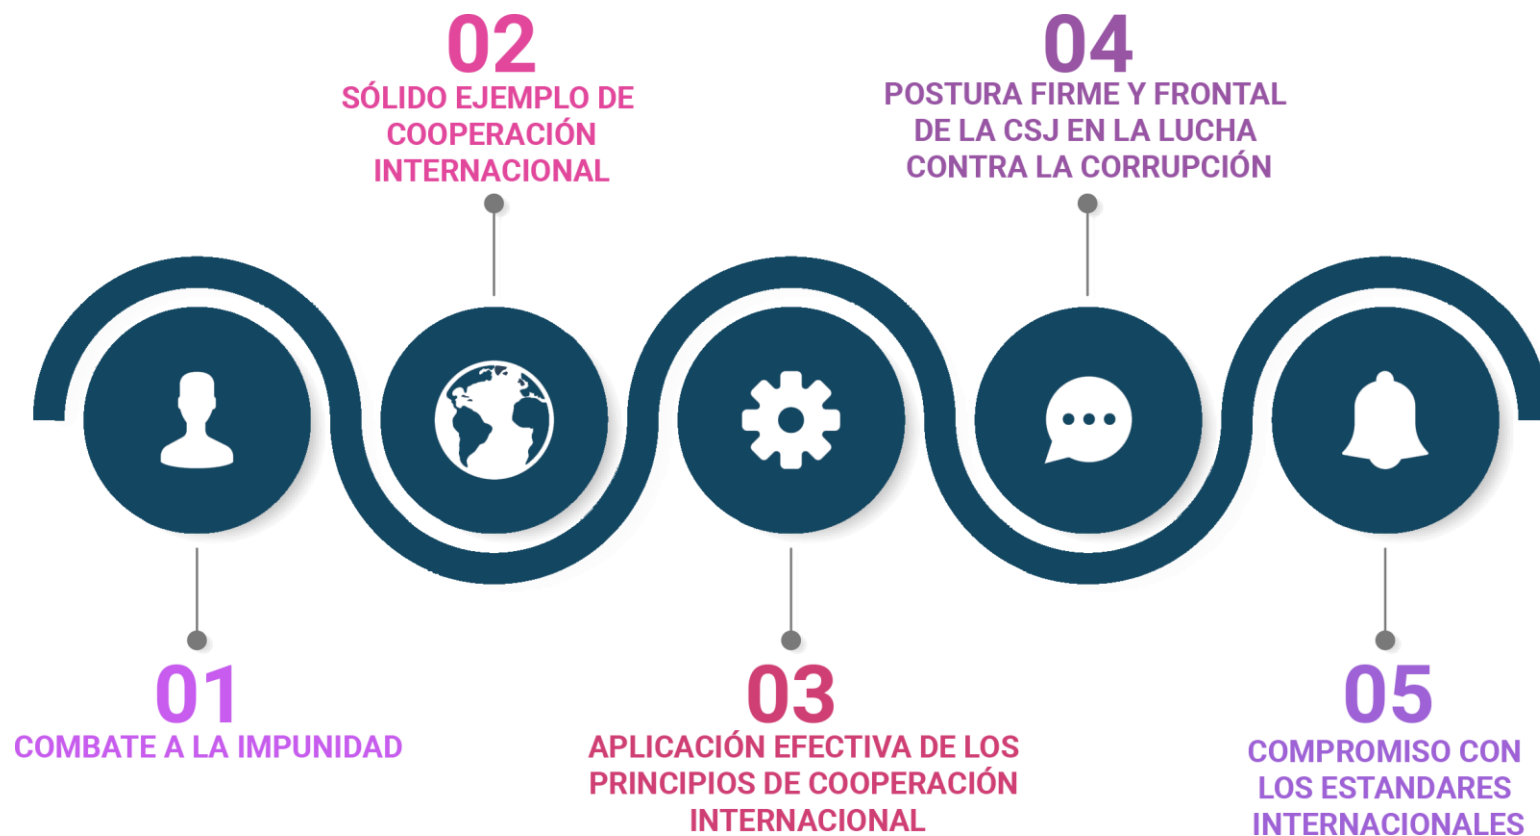 01
COMBATE A LA IMPUNIDAD
02
SÓLIDO EJEMPLO DE
COOPERACIÓN
INTERNACIONAL
03
APLICACIÓN EFECTIVA DE LOS
PRINCIPIOS DE COOPERACIÓN
INTERNACIONAL
04
POSTURA FIRME Y FRONTAL
DE LA CSJ EN LA LUCHA
CONTRA LA CORRUPCIÓN
05
COMPROMISO CON
LOS ESTANDARES
INTERNACIONALES